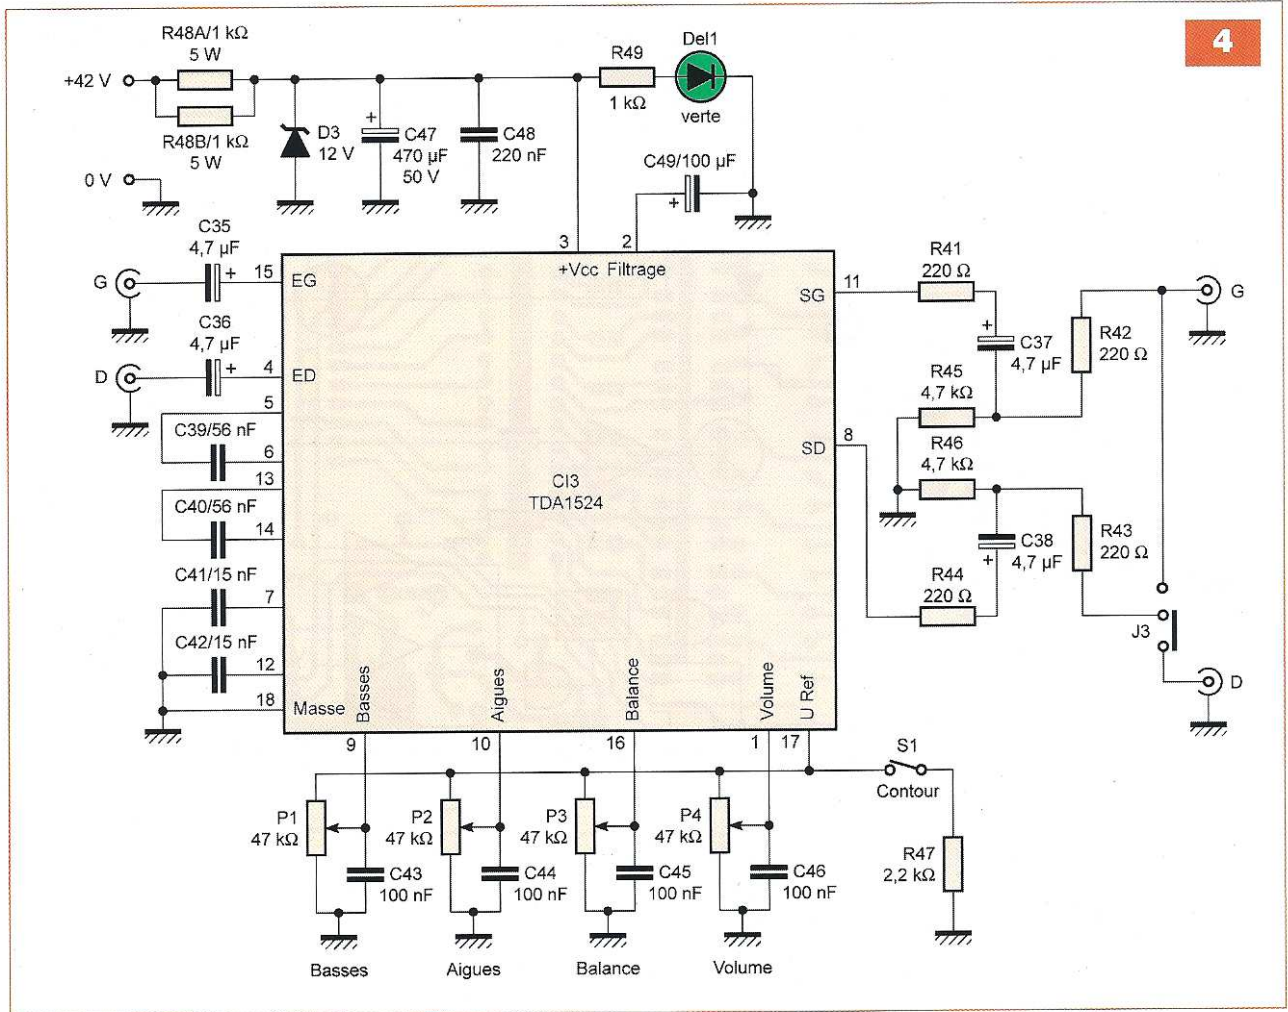 4
R48A/1 kΩ
5 W
+42 V
R48B/1 kΩ
5 W
0 V
D3
12 V
+
C47
470 µF
50 V
C48
220 nF
R49
1 kΩ
Del1
verte
C49/100 µF
+
C35
4,7 µF
+
G
15
EG
C36
4,7 µF
+
D
4
ED
3
2
+Vcc
Filtrage
5
C39/56 nF
6
13
C40/56 nF
14
C41/15 nF
7
C42/15 nF
12
18
Masse
CI3
TDA1524
SG
11
SD
8
R41
220 Ω
+
C37
4,7 µF
R42
220 Ω
G
R45
4,7 kΩ
R46
4,7 kΩ
C38
4,7 µF
+
R43
220 Ω
R44
220 Ω
J3
D
Basses
Aigues
Balance
Volume
U Ref
9
10
16
1
17
S1
Contour
P1
47 kΩ
P2
47 kΩ
P3
47 kΩ
P4
47 kΩ
R47
2,2 kΩ
C43
100 nF
C44
100 nF
C45
100 nF
C46
100 nF
Basses
Aigues
Balance
Volume